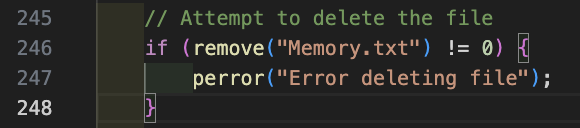 245 // Attempt to delete the file
246 if (remove("Memory.txt") != 0) {
247 perror("Error deleting file");
248 }